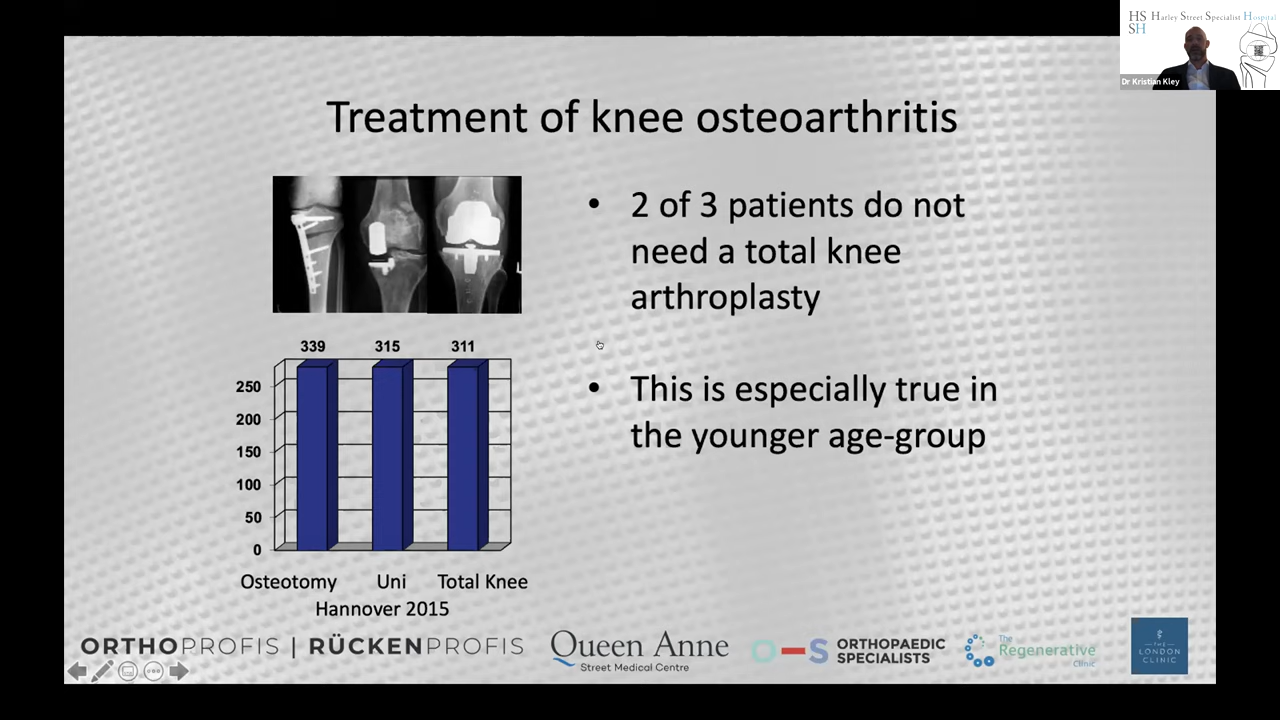 HS Harley Street Specialist Hospital
SH
Dr Kristian Kley
Treatment of knee osteoarthritis
• 2 of 3 patients do not
need a total knee
arthroplasty
• This is especially true in
the younger age-group
339 315 311
250
200
150
100
50
0
Osteotomy Uni Total Knee
Hannover 2015
ORTHOPROFIS | RÜCKENPROFIS
Queen Anne
Street Medical Centre
O-S ORTHOPAEDIC
SPECIALISTS
The
Regenerative
Clinic
THE
LONDON
CLINIC